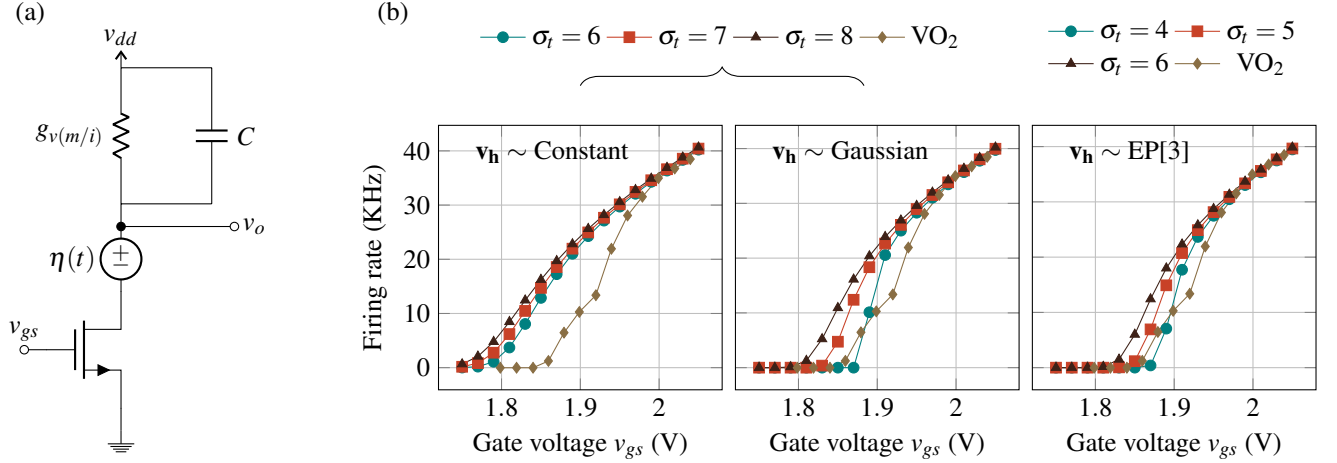 (a)
v_dd
g_v(m/i)
C
v_o
η(t)
±
v_gs
(b)
σ_t = 6 σ_t = 7 σ_t = 8 VO₂
σ_t = 4 σ_t = 5
σ_t = 6 VO₂
v_h ∼ Constant
v_h ∼ Gaussian
v_h ∼ EP[3]
Firing rate (KHz)
40
30
20
10
0
1.8 1.9 2
1.8 1.9 2
1.8 1.9 2
Gate voltage v_gs (V)
Gate voltage v_gs (V)
Gate voltage v_gs (V)